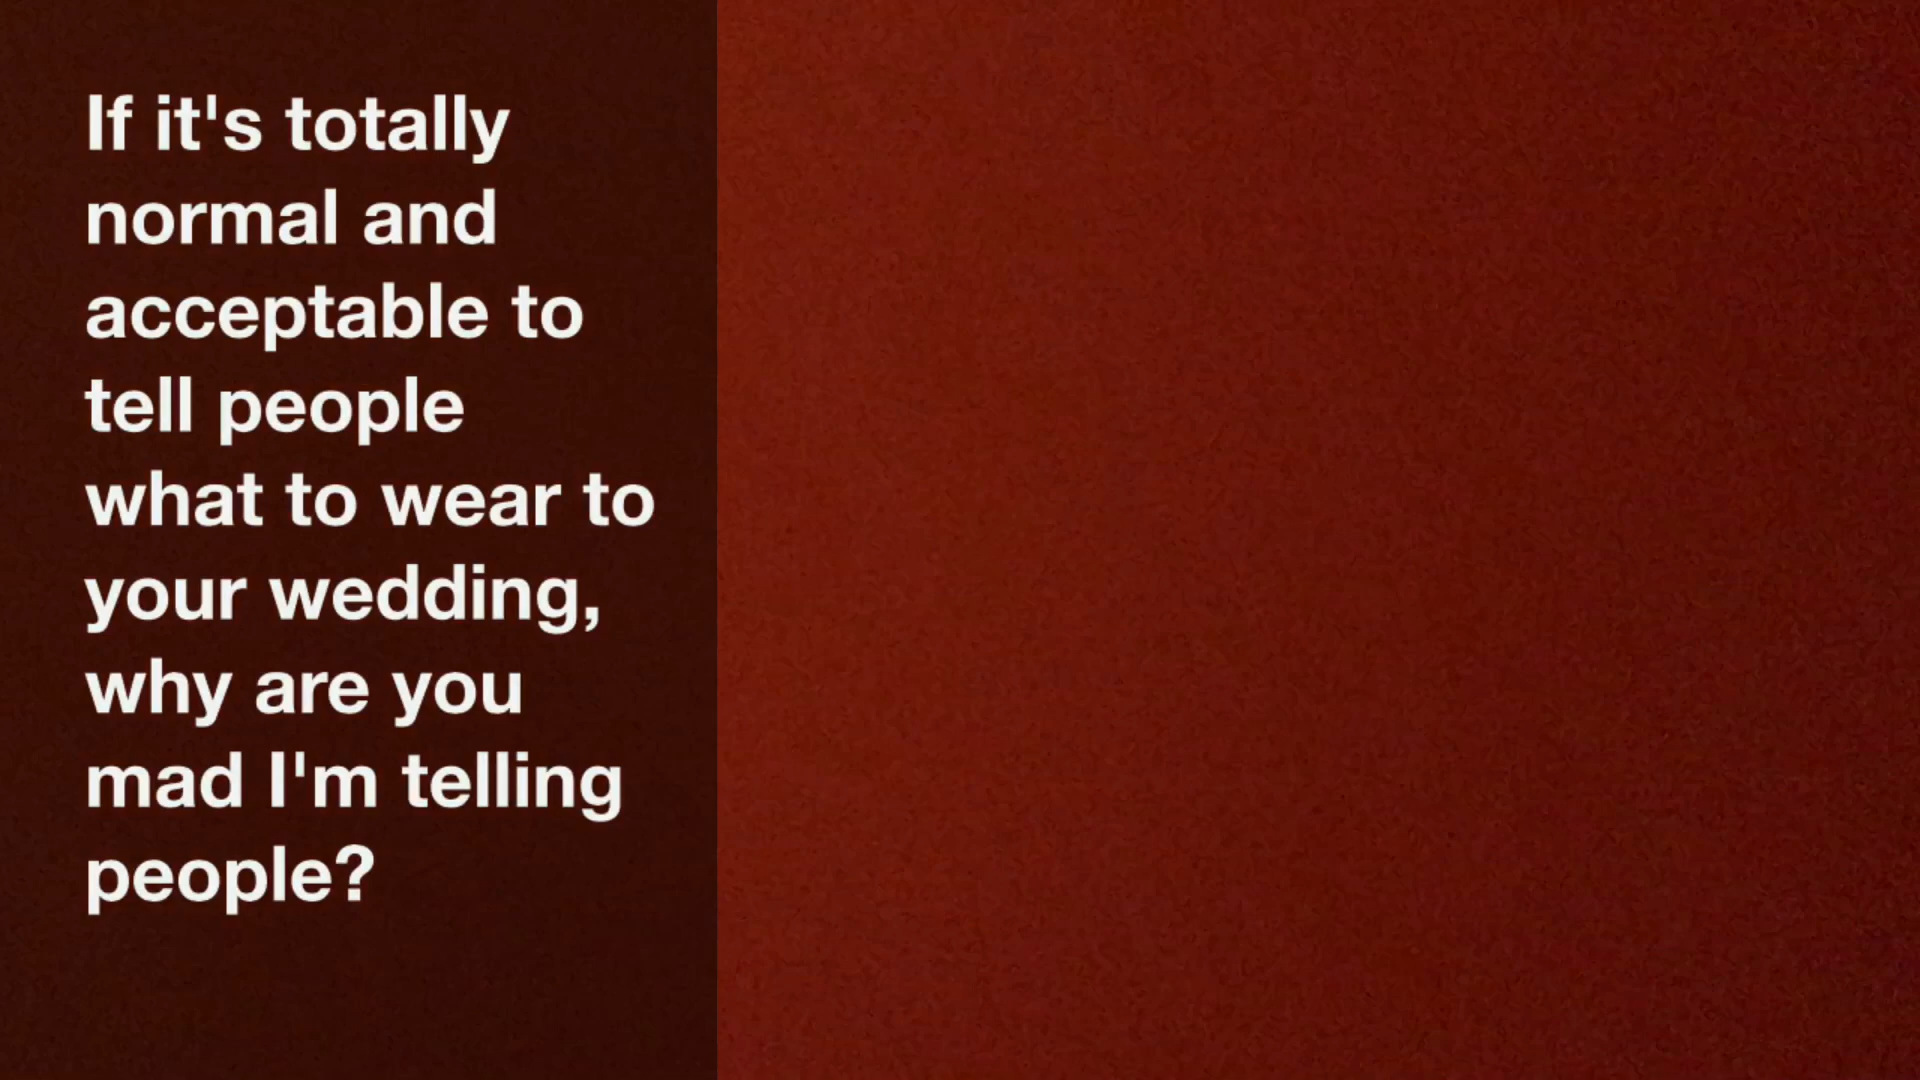 If it's totally
normal and
acceptable to
tell people
what to wear to
your wedding,
why are you
mad I'm telling
people?